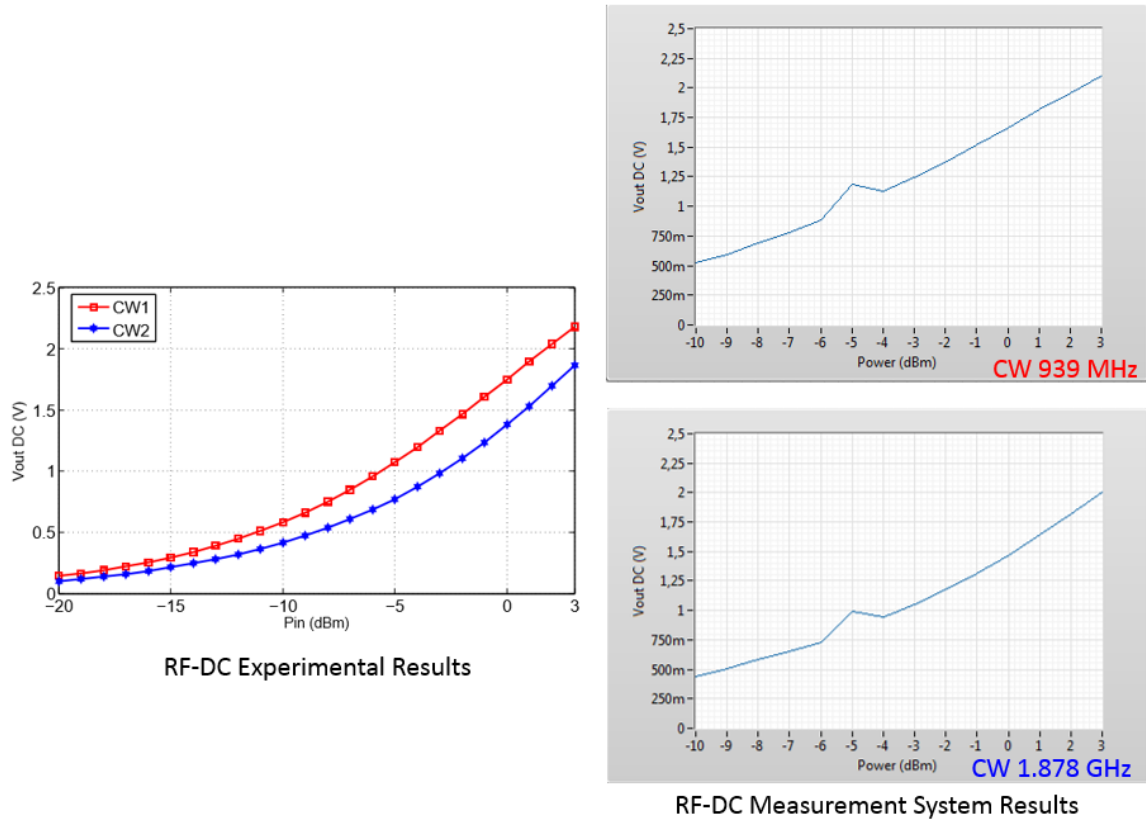 2.5
2
1.5
1
0.5
0
−20
−15
−10
−5
0
3
Vout DC (V)
Pin (dBm)
CW1
CW2
RF-DC Experimental Results
2,5
2,25
2
1,75
1,5
1,25
1
750m
500m
250m
0
Vout DC (V)
-10 -9 -8 -7 -6 -5 -4 -3 -2 -1 0 1 2 3
Power (dBm)
CW 939 MHz
2,5
2,25
2
1,75
1,5
1,25
1
750m
500m
250m
0
Vout DC (V)
-10 -9 -8 -7 -6 -5 -4 -3 -2 -1 0 1 2 3
Power (dBm)
CW 1.878 GHz
RF-DC Measurement System Results